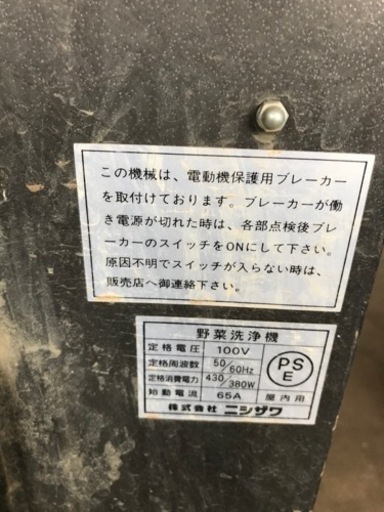 この機械は、電動機保護用ブレーカー
を取付けております。ブレーカーが働
き電源が切れた時は、各部点検後ブレ
ーカーのスイッチをONにして下さい。
原因不明でスイッチが入らない時は、
販売店へ御連絡下さい。
野菜洗浄機
定格電圧 100V
定格周波数 50/60Hz
定格消費電力 430/380W
始動電流 65A
PSE
屋内用
株式会社 ニシザワ